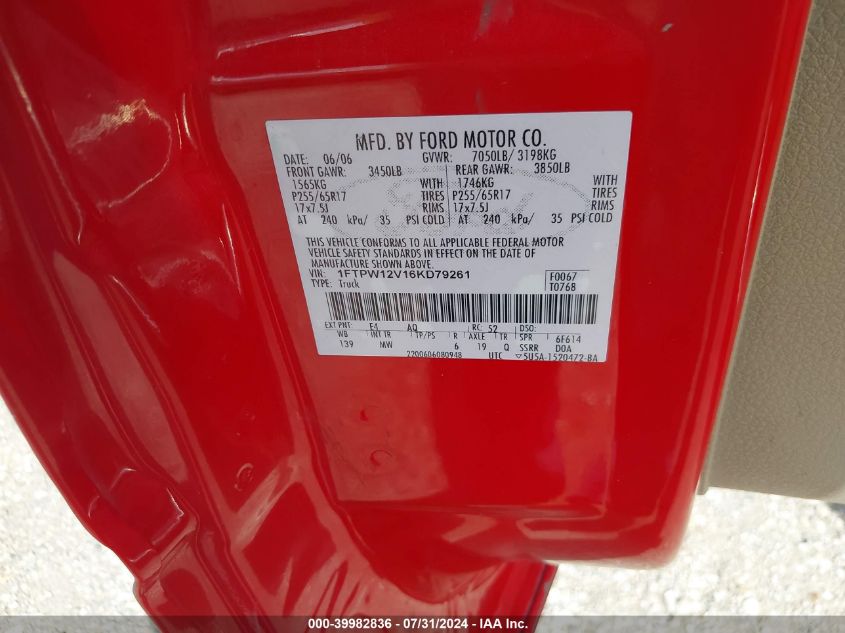 MFD. BY FORD MOTOR CO.
DATE: 06/06 GVWR: 7050LB/ 3198KG
FRONT GAWR: 3450LB REAR GAWR: 3850LB
1565KG WITH 1746KG WITH
P255/65R17 TIRES P255/65R17 TIRES
17x7.5J RIMS 17x7.5J RIMS
AT 240 kPa/ 35 PSI COLD AT 240 kPa/ 35 PSI COLD
THIS VEHICLE CONFORMS TO ALL APPLICABLE FEDERAL MOTOR
VEHICLE SAFETY STANDARDS IN EFFECT ON THE DATE OF
MANUFACTURE SHOWN ABOVE.
VIN: 1FTPW12V16KD79261 F0067
TYPE: Truck T0768
EXT PNT: E4 AQ RC: 52 DSO:
WB INT TR TP/PS R AXLE TR SPR 6F614
139 MW 6 19 Q SSRR DOA
2200606080948 UTC ▽5U5A-1520472-BA
000-39982836 / 07/31/2024 - IAA Inc.